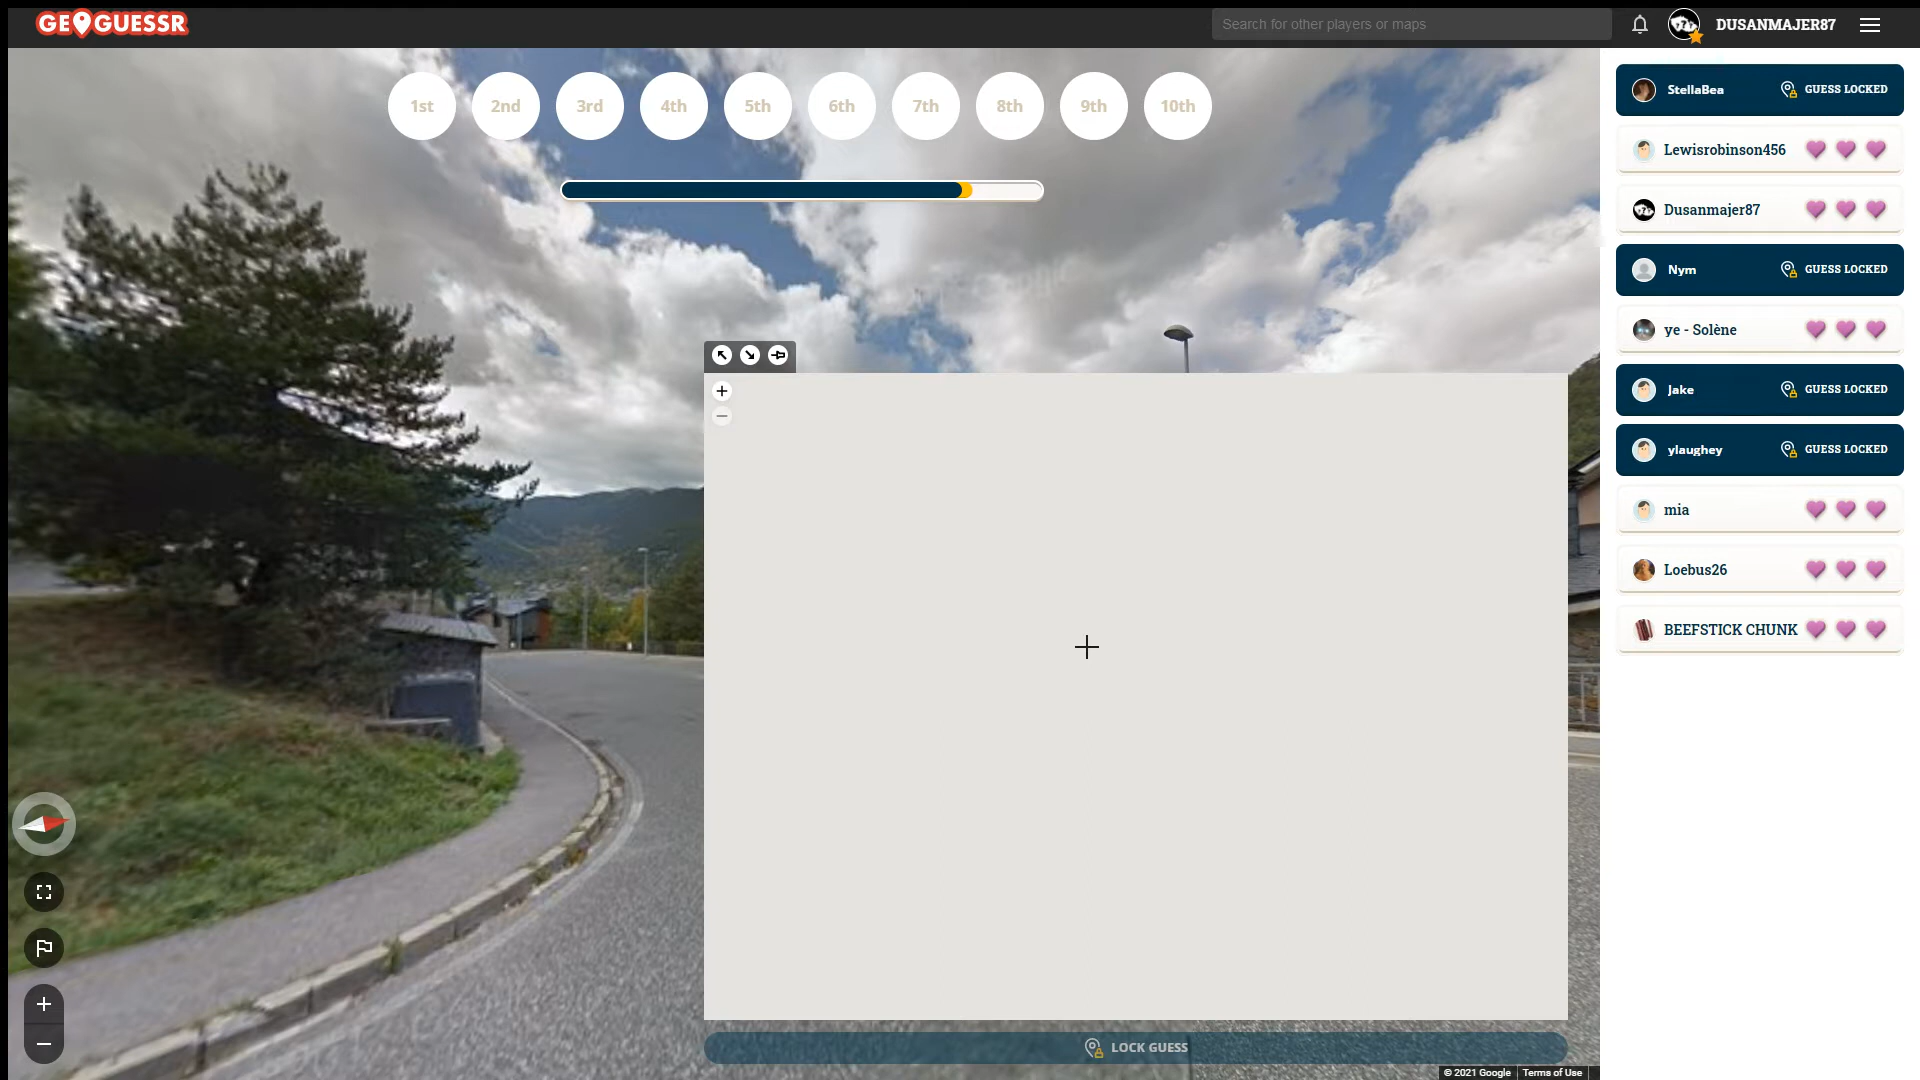 GEOGUESSR
Search for other players or maps
DUSANMAJER87
1st
2nd
3rd
4th
5th
6th
7th
8th
9th
10th
StellaBea GUESS LOCKED
Lewisrobinson456
Dusanmajer87
Nym GUESS LOCKED
ye - Solène
Jake GUESS LOCKED
ylaughey GUESS LOCKED
mia
Loebus26
BEEFSTICK CHUNK
LOCK GUESS
© 2021 Google Terms of Use